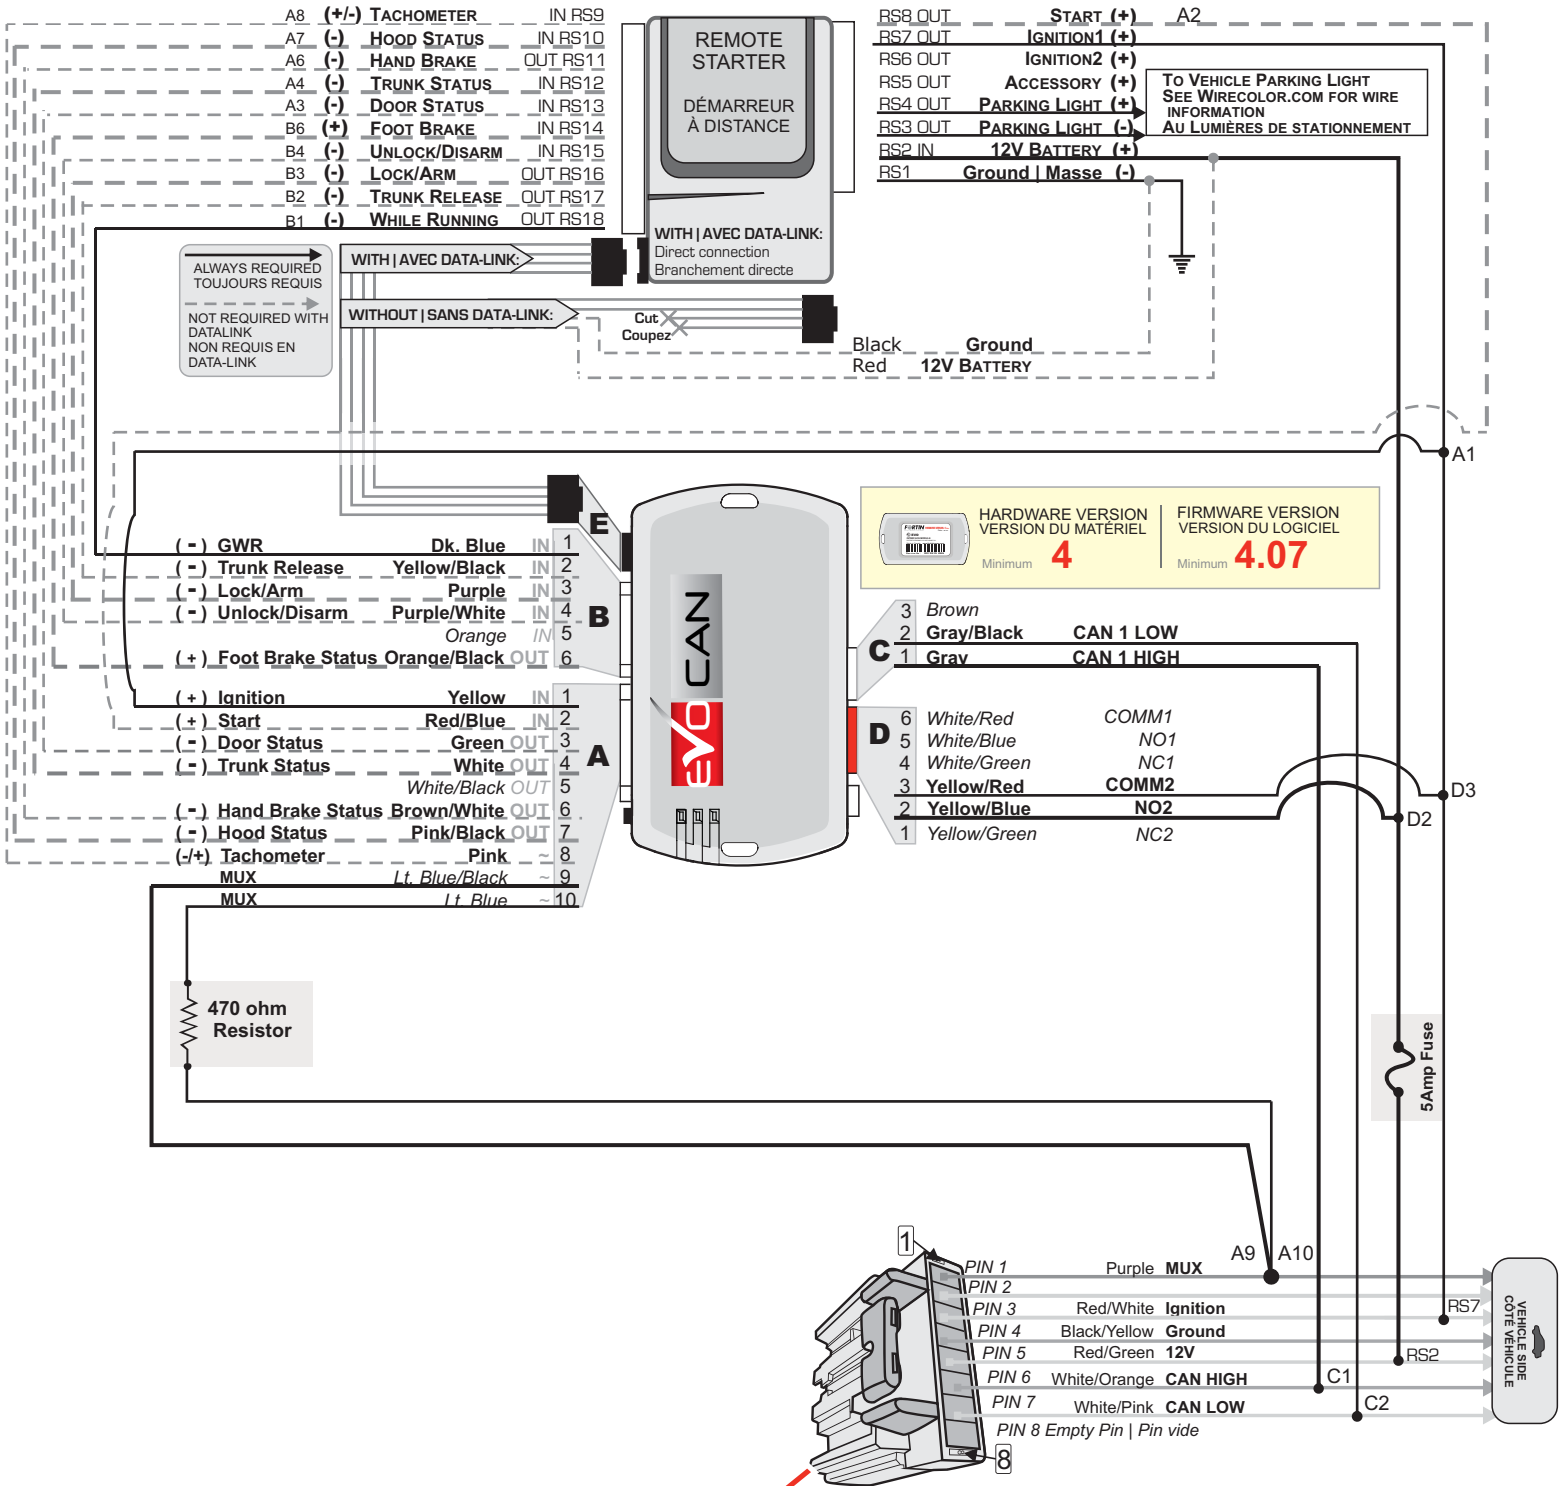 A8 (+/-) TACHOMETER IN RS9
A7 (-) HOOD STATUS IN RS10
A6 (-) HAND BRAKE OUT RS11
A4 (-) TRUNK STATUS IN RS12
A3 (-) DOOR STATUS IN RS13
B6 (+) FOOT BRAKE IN RS14
B4 (-) UNLOCK/DISARM IN RS15
B3 (-) LOCK/ARM OUT RS16
B2 (-) TRUNK RELEASE OUT RS17
B1 (-) WHILE RUNNING OUT RS18
REMOTE
STARTER
DÉMARREUR
À DISTANCE
WITH | AVEC DATA-LINK:
Direct connection
Branchement directe
RS8 OUT START (+) A2
RS7 OUT IGNITION1 (+)
RS6 OUT IGNITION2 (+)
RS5 OUT ACCESSORY (+)
RS4 OUT PARKING LIGHT (+)
RS3 OUT PARKING LIGHT (-)
RS2 IN 12V BATTERY (+)
RS1 Ground | Masse (-)
TO VEHICLE PARKING LIGHT
SEE WIRECOLOR.COM FOR WIRE
INFORMATION
AU LUMIÈRES DE STATIONNEMENT
ALWAYS REQUIRED
TOUJOURS REQUIS
NOT REQUIRED WITH
DATALINK
NON REQUIS EN
DATA-LINK
WITH | AVEC DATA-LINK:
WITHOUT | SANS DATA-LINK:
Cut
Coupez
Black Ground
Red 12V BATTERY
A1
E
HARDWARE VERSION
VERSION DU MATÉRIEL
Minimum 4
FIRMWARE VERSION
VERSION DU LOGICIEL
Minimum 4.07
FORTIN
(-) GWR Dk. Blue IN 1
(-) Trunk Release Yellow/Black IN 2
(-) Lock/Arm Purple IN 3
(-) Unlock/Disarm Purple/White IN 4
Orange IN 5
(+) Foot Brake Status Orange/Black OUT 6
B
(+) Ignition Yellow IN 1
(+) Start Red/Blue IN 2
(-) Door Status Green OUT 3
(-) Trunk Status White OUT 4
White/Black OUT 5
(-) Hand Brake Status Brown/White OUT 6
(-) Hood Status Pink/Black OUT 7
(-/+) Tachometer Pink ~ 8
MUX Lt. Blue/Black ~ 9
MUX Lt. Blue ~ 10
A
EVO CAN
C
3 Brown
2 Gray/Black CAN 1 LOW
1 Gray CAN 1 HIGH
D
6 White/Red COMM1
5 White/Blue NO1
4 White/Green NC1
3 Yellow/Red COMM2
2 Yellow/Blue NO2
1 Yellow/Green NC2
D3
D2
470 ohm
Resistor
5Amp Fuse
1
A9 A10
PIN 1 Purple MUX
PIN 2
PIN 3 Red/White Ignition RS7
PIN 4 Black/Yellow Ground
PIN 5 Red/Green 12V RS2
PIN 6 White/Orange CAN HIGH C1
PIN 7 White/Pink CAN LOW C2
PIN 8 Empty Pin | Pin vide
8
VEHICLE SIDE
CÔTÉ VÉHICULE